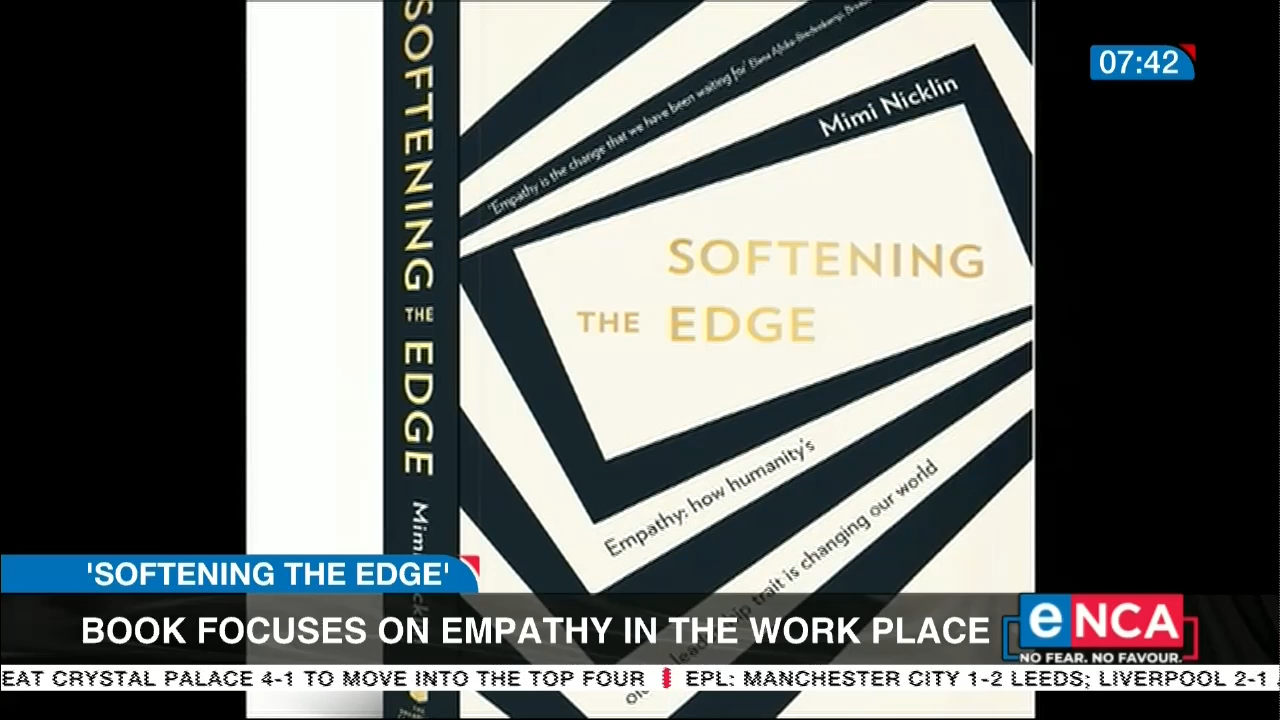 07:42
SOFTENING THE EDGE
'Empathy is the change that we have been waiting for'
Mimi Nicklin
SOFTENING
THE EDGE
Empathy: how humanity's
trait is changing our world
'SOFTENING THE EDGE'
BOOK FOCUSES ON EMPATHY IN THE WORK PLACE
eNCA
NO FEAR. NO FAVOUR.
EAT CRYSTAL PALACE 4-1 TO MOVE INTO THE TOP FOUR EPL: MANCHESTER CITY 1-2 LEEDS; LIVERPOOL 2-1